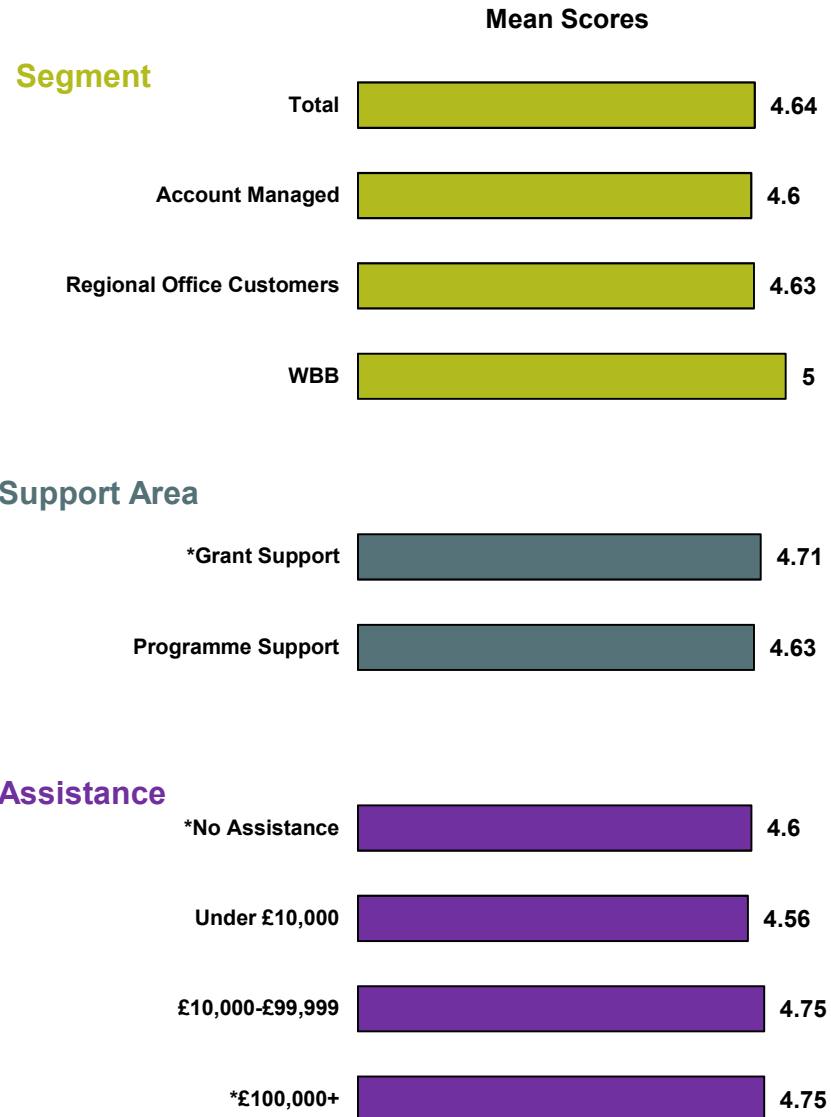 Mean Scores
Segment
Total 4.64
Account Managed 4.6
Regional Office Customers 4.63
WBB 5
Support Area
*Grant Support 4.71
Programme Support 4.63
Assistance
*No Assistance 4.6
Under £10,000 4.56
£10,000-£99,999 4.75
*£100,000+ 4.75